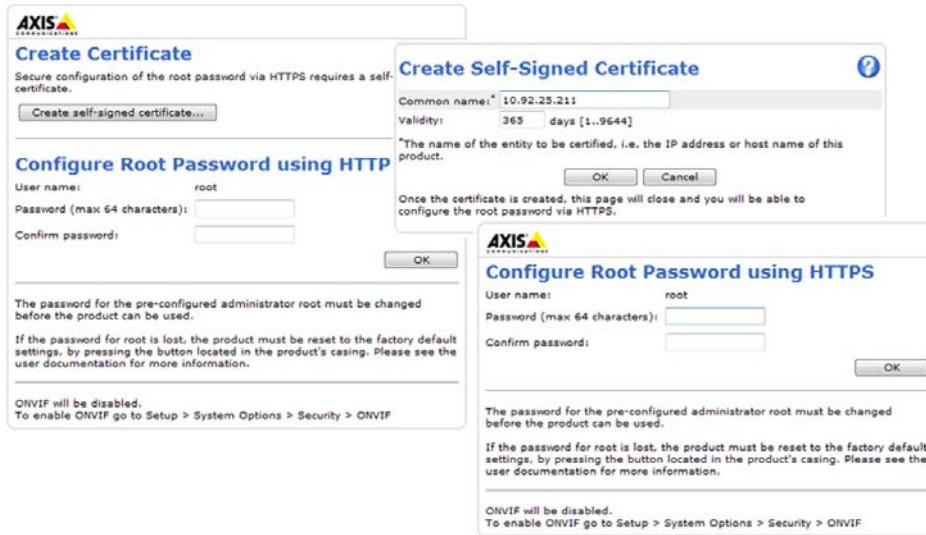 AXIS
COMMUNICATIONS
Create Certificate
Secure configuration of the root password via HTTPS requires a self-
certificate.
Create self-signed certificate...
Configure Root Password using HTTP
User name: root
Password (max 64 characters):
Confirm password:
OK
The password for the pre-configured administrator root must be changed
before the product can be used.
If the password for root is lost, the product must be reset to the factory default
settings, by pressing the button located in the product's casing. Please see the
user documentation for more information.
ONVIF will be disabled.
To enable ONVIF go to Setup > System Options > Security > ONVIF
Create Self-Signed Certificate
?
Common name:* 10.92.25.211
Validity: 365 days [1..9644]
*The name of the entity to be certified, i.e. the IP address or host name of this
product.
OK Cancel
Once the certificate is created, this page will close and you will be able to
configure the root password via HTTPS.
AXIS
COMMUNICATIONS
Configure Root Password using HTTPS
User name: root
Password (max 64 characters):
Confirm password:
OK
The password for the pre-configured administrator root must be changed
before the product can be used.
If the password for root is lost, the product must be reset to the factory default
settings, by pressing the button located in the product's casing. Please see the
user documentation for more information.
ONVIF will be disabled.
To enable ONVIF go to Setup > System Options > Security > ONVIF